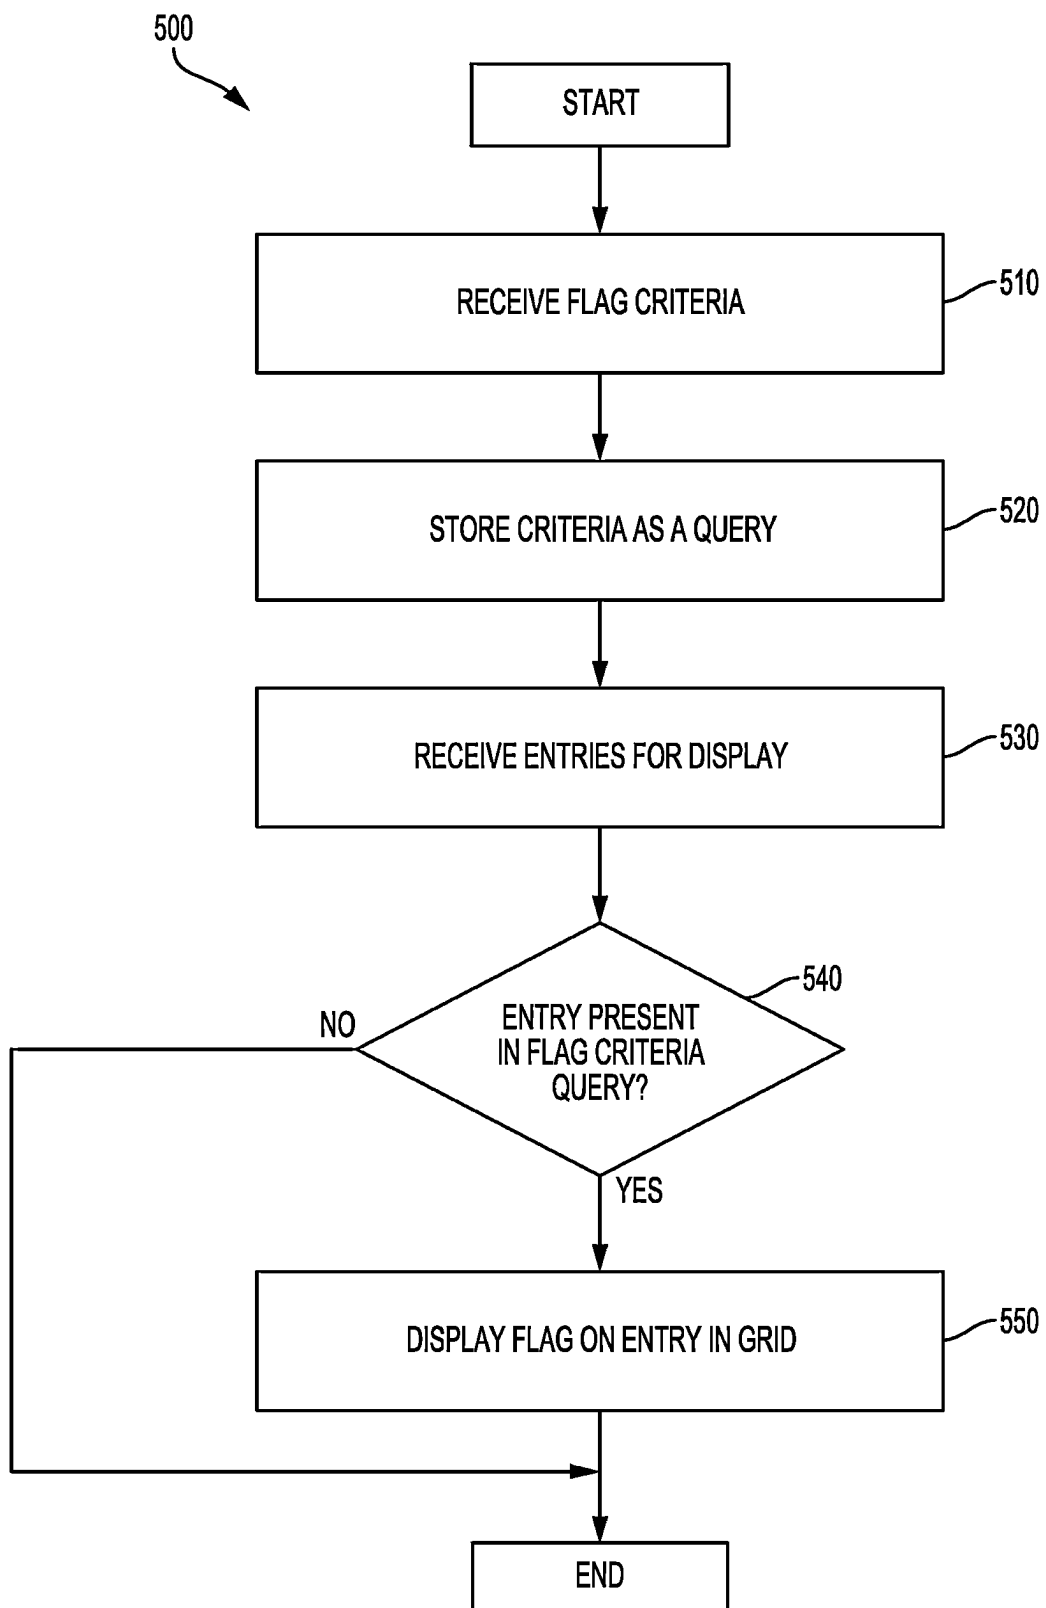 500
START
RECEIVE FLAG CRITERIA
510
STORE CRITERIA AS A QUERY
520
RECEIVE ENTRIES FOR DISPLAY
530
540
NO
ENTRY PRESENT
IN FLAG CRITERIA
QUERY?
YES
DISPLAY FLAG ON ENTRY IN GRID
550
END